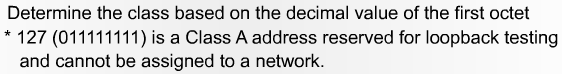 Determine the class based on the decimal value of the first octet
* 127 (011111111) is a Class A address reserved for loopback testing
and cannot be assigned to a network.